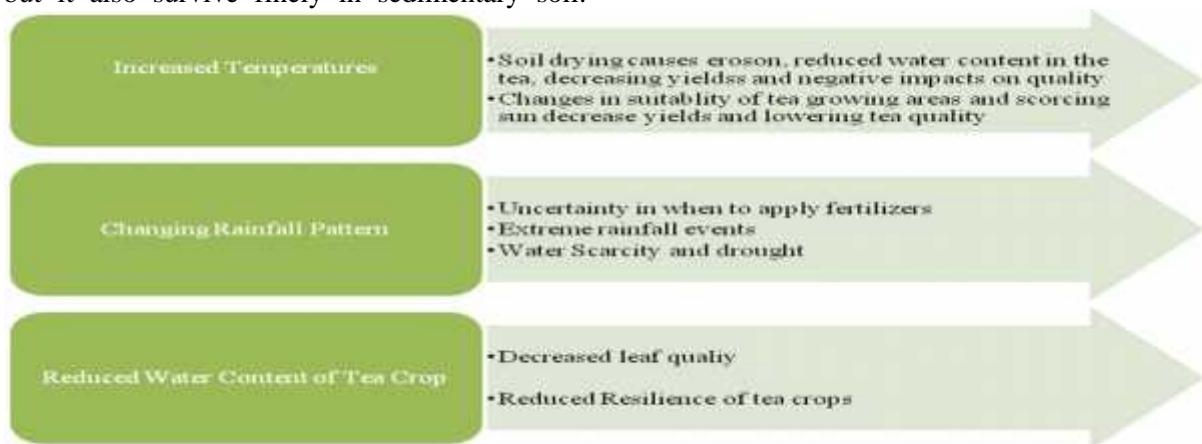 but it also survive finely in sedimentary soil.
Increased Temperatures
•Soil drying causes eroson, reduced water content in the
tea, decreasing yieldss and negative impacts on quality
•Changes in suitablity of tea growing areas and scorcing
sun decrease yields and lowering tea quality
Changing Rainfall Pattern
•Uncertainty in when to apply fertilizers
•Extreme rainfall events
•Water Scarcity and drought
Reduced Water Content of Tea Crop
•Decreased leaf qualiy
•Reduced Resilience of tea crops